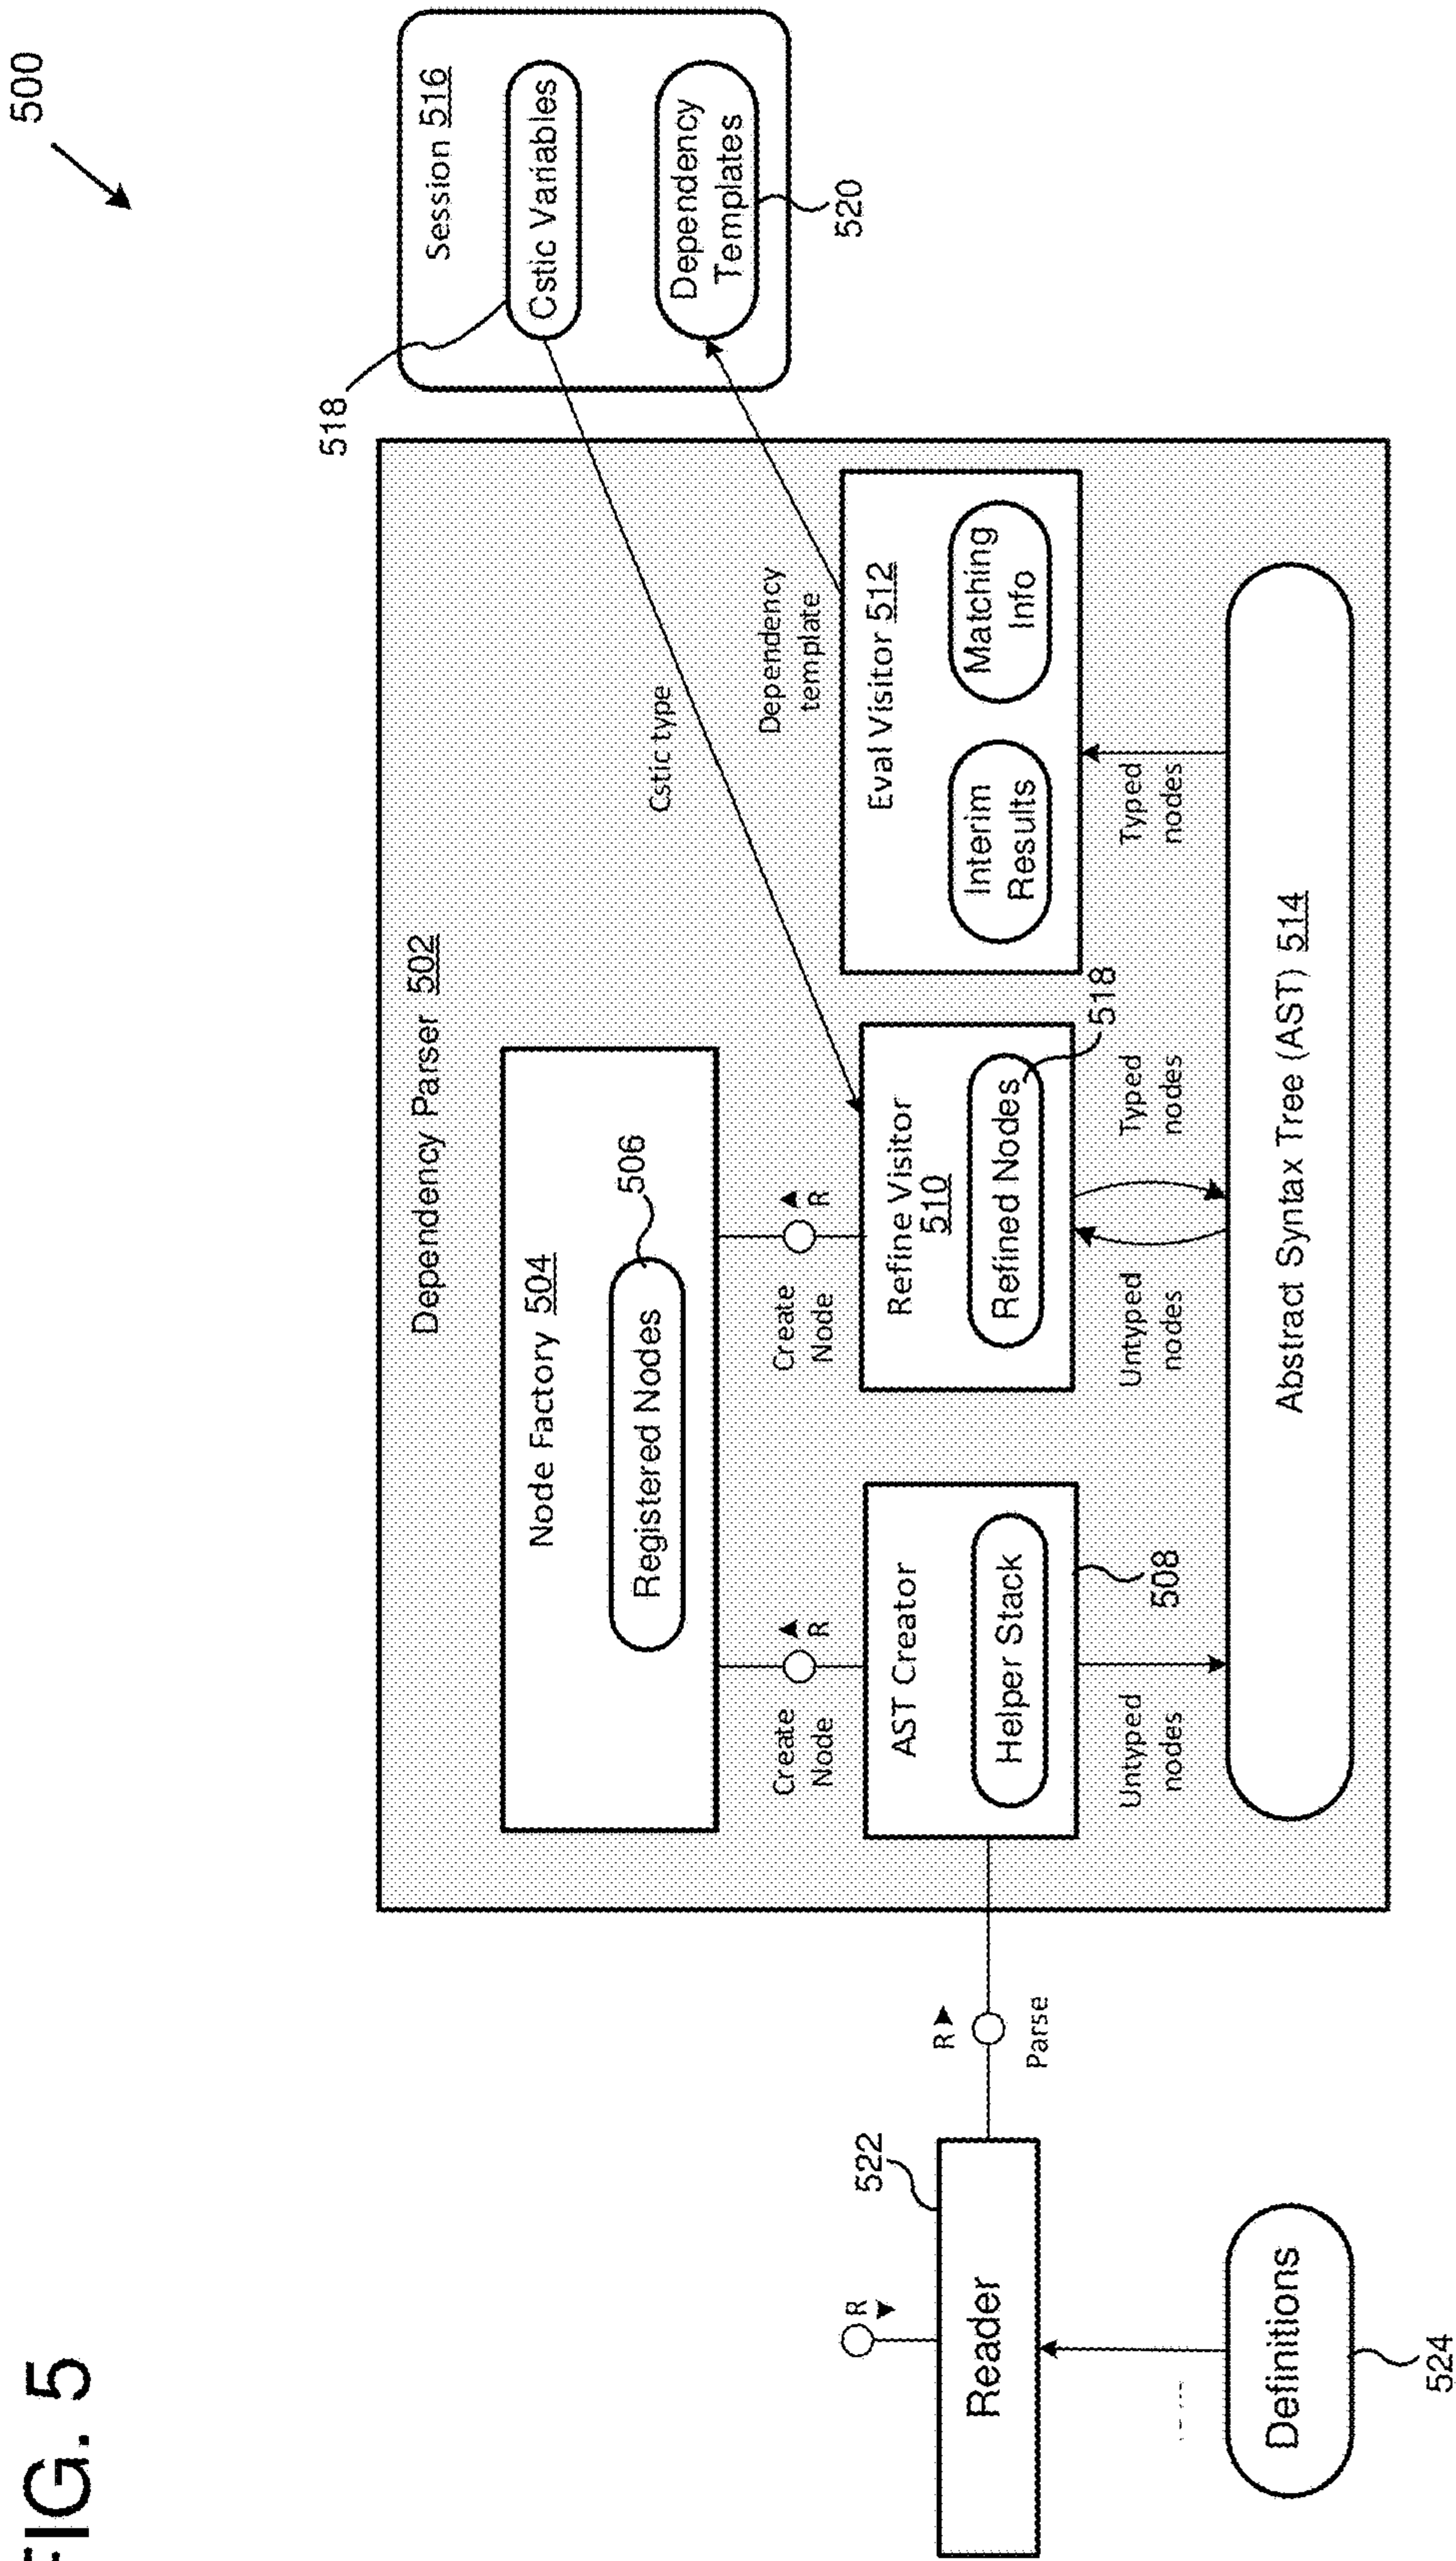 FIG. 5
500
Dependency Parser 502
Session 516
518
Cstic Variables
Dependency
Templates
520
Node Factory 504
Registered Nodes
506
Cstic type
Create
Node
R
Create
Node
R
Dependency
template
AST Creator
Helper Stack
508
Refine Visitor
510
Refined Nodes
518
Eval Visitor 512
Interim
Results
Matching
Info
R
Reader
522
R
Parse
Untyped
nodes
Untyped
nodes
Typed
nodes
Typed
nodes
Definitions
524
Abstract Syntax Tree (AST) 514